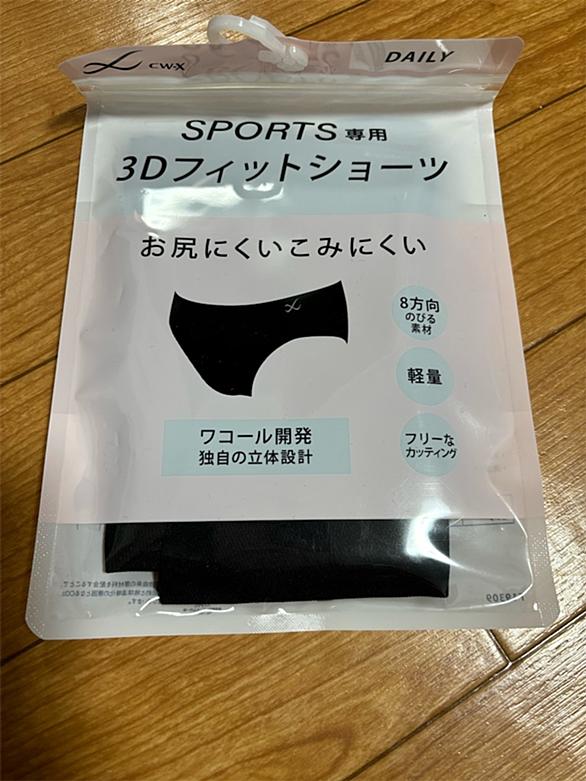 CW-X
DAILY
SPORTS専用
3Dフィットショーツ
お尻にくいこみにくい
8方向
のびる
素材
軽量
フリーな
カッティング
ワコール開発
独自の立体設計